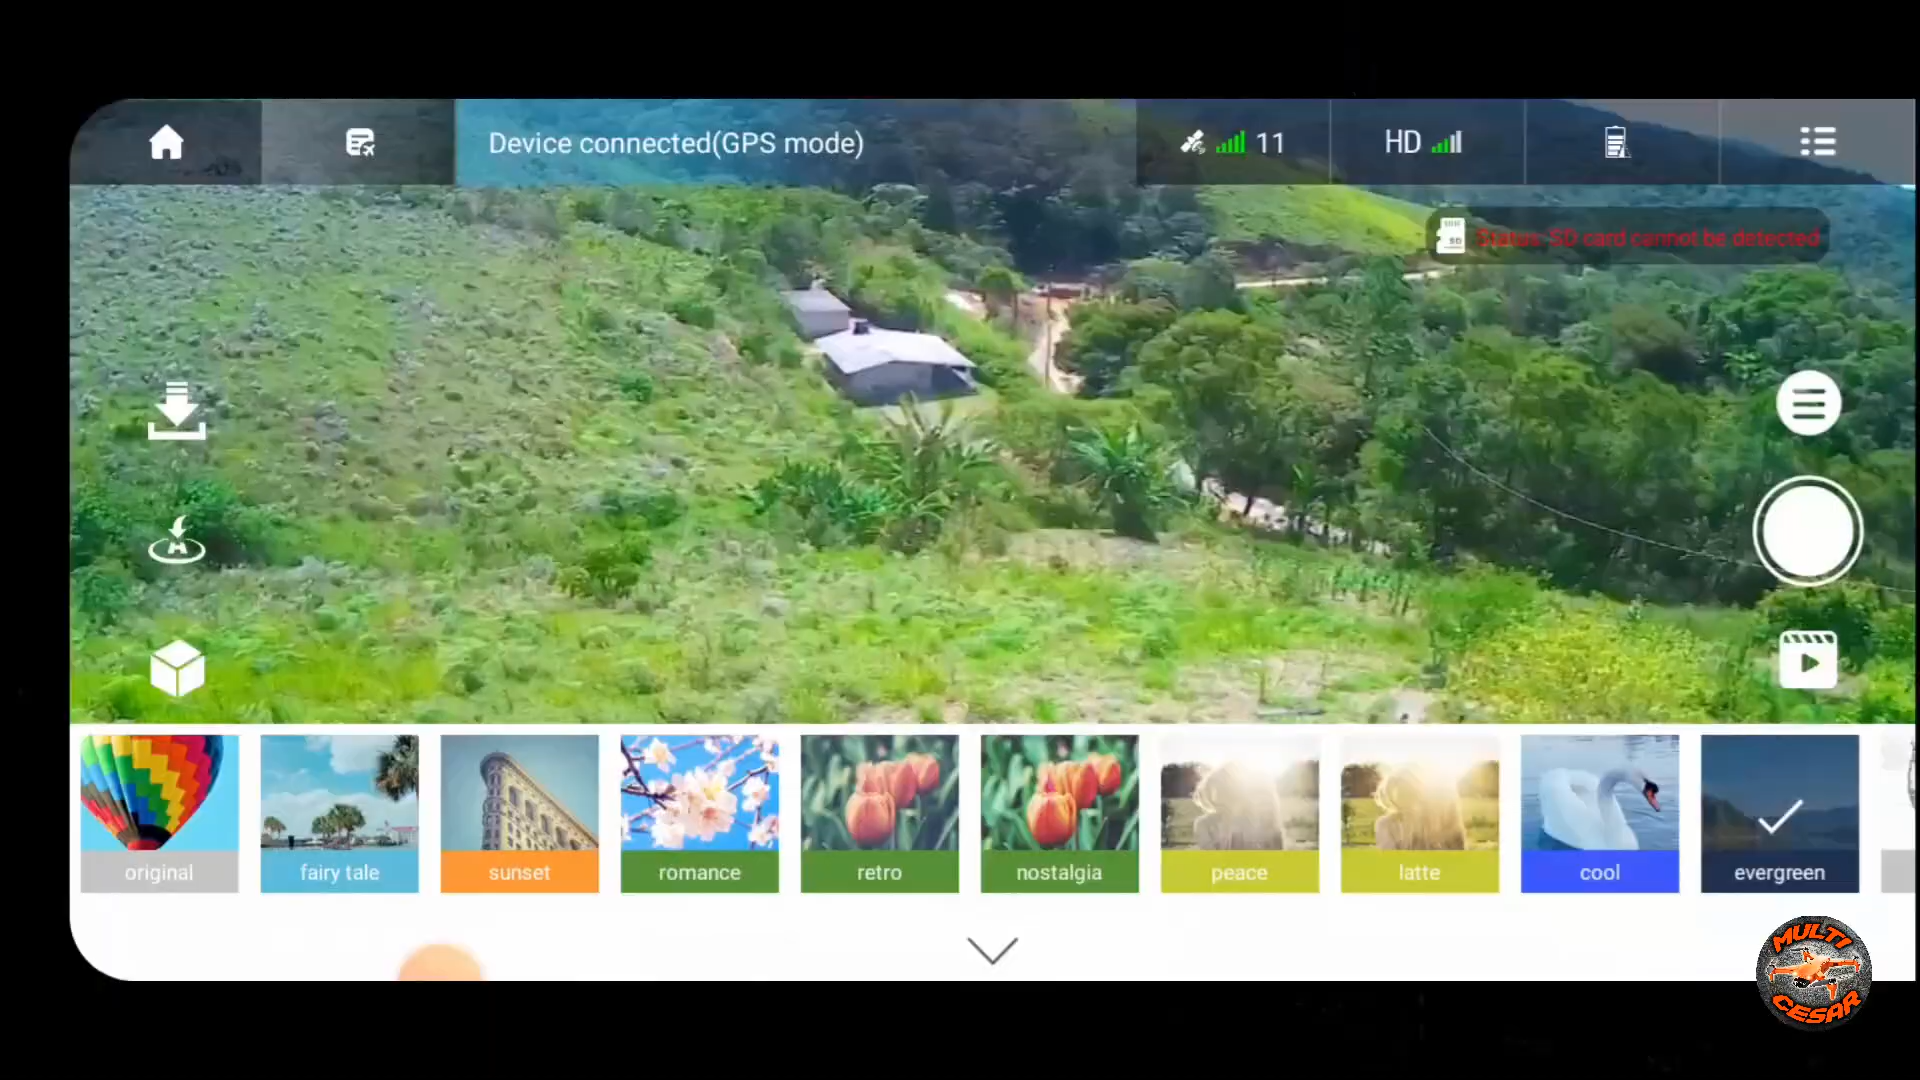 Device connected(GPS mode)
11
HD
SD
Status: SD card cannot be detected
original
fairy tale
sunset
romance
retro
nostalgia
peace
latte
cool
evergreen
MULTI
CESAR